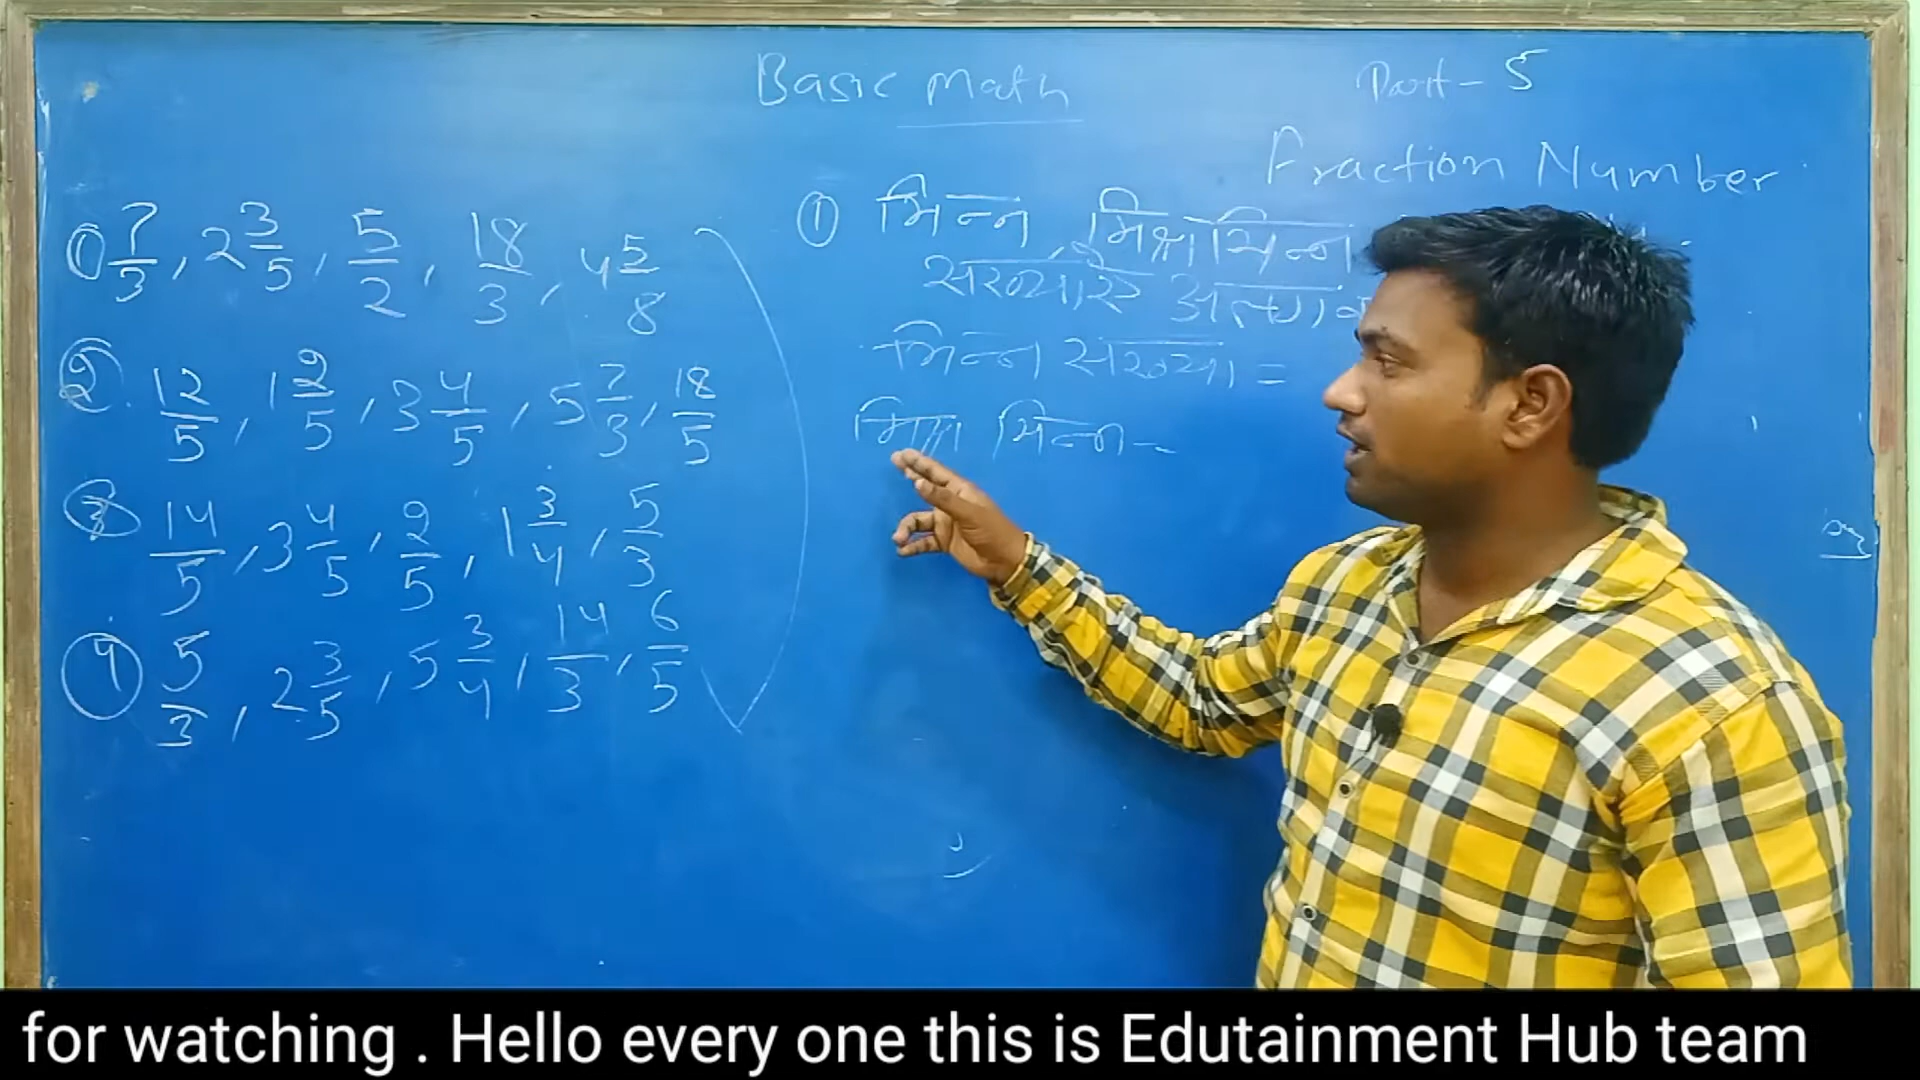 Basic Math
Part - 5
Fraction Number
① 7/3, 2 3/5, 5/2, 18/3, 4 5/8
② 12/5, 1 2/5, 3 4/5, 5 7/3, 18/5
③ 14/5, 3 4/5, 2/5, 1 3/4, 5/3
④ 5/3, 2 3/5, 5 3/4, 14/3, 6/5
① भिन्न, मिश्रभिन्न
संख्याएँ
भिन्न संख्या =
मिश्र भिन्न -
for watching . Hello every one this is Edutainment Hub team